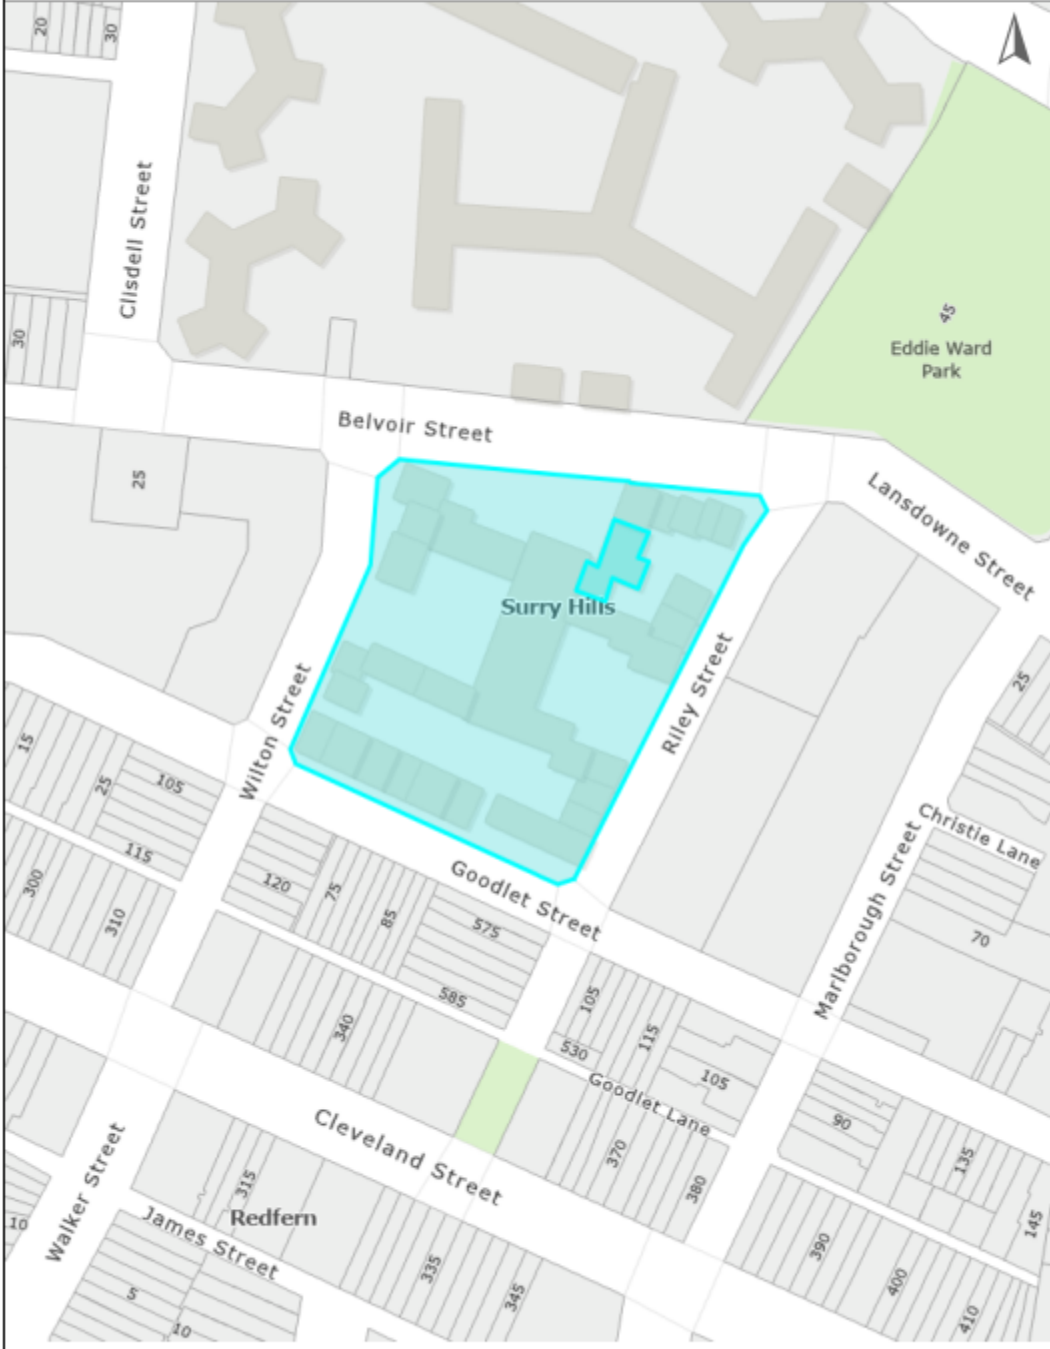 20
30
Clisdell Street
30
45
Eddie Ward
Park
Belvoir Street
25
Lansdowne Street
Surry Hills
Riley Street
Wilton Street
25
15
25
105
115
120
75
85
300
310
Goodlet Street
575
585
Christie Lane
70
Marlborough Street
340
105
530
115
105
Goodlet Lane
90
135
145
Cleveland Street
370
380
Walker Street
315
Redfern
10
James Street
335
345
390
400
410
5
10